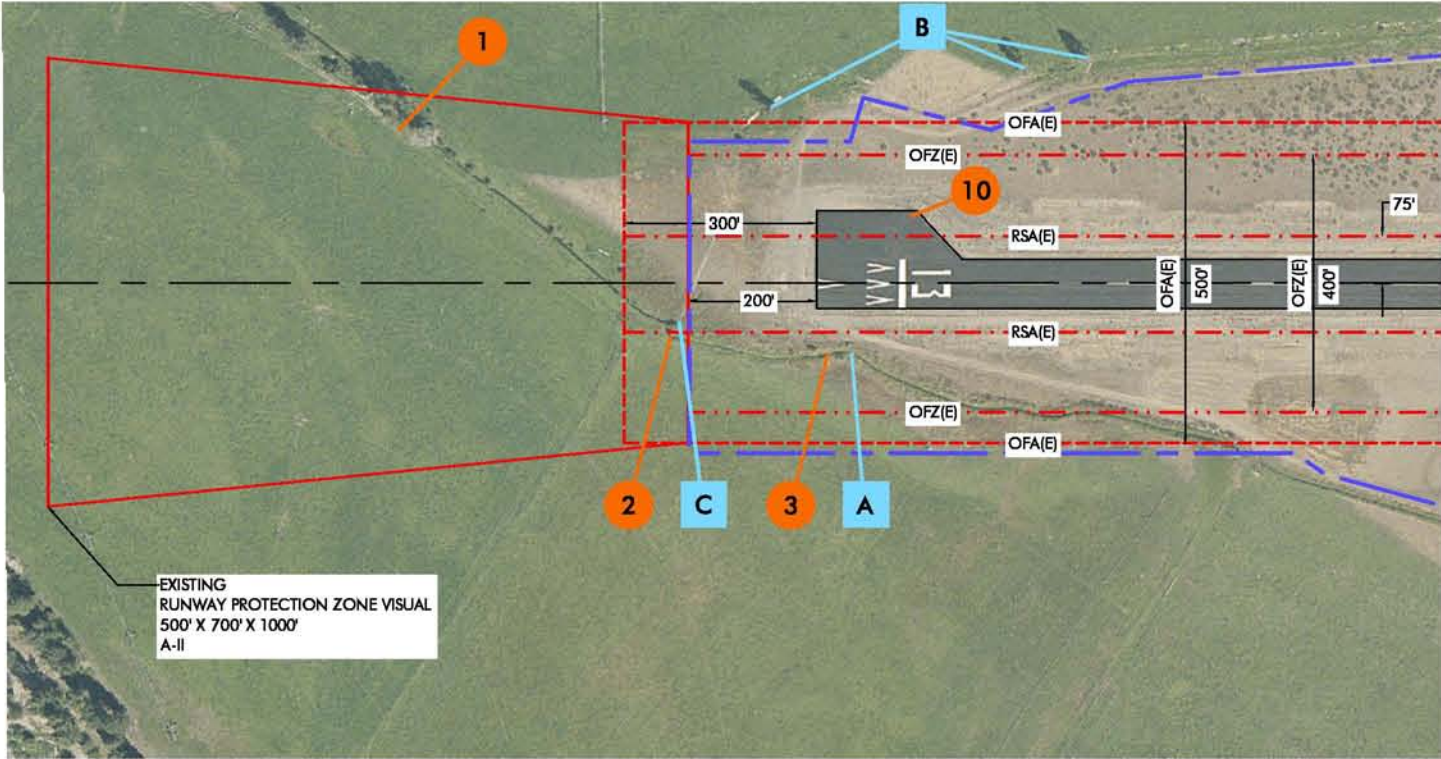 B
1
OFA(E)
OFZ(E)
10
75'
300'
RSA(E)
OFA(E)
500'
OFZ(E)
400'
13
200'
RSA(E)
OFZ(E)
OFA(E)
2
C
3
A
EXISTING
RUNWAY PROTECTION ZONE VISUAL
500' X 700' X 1000'
A-II